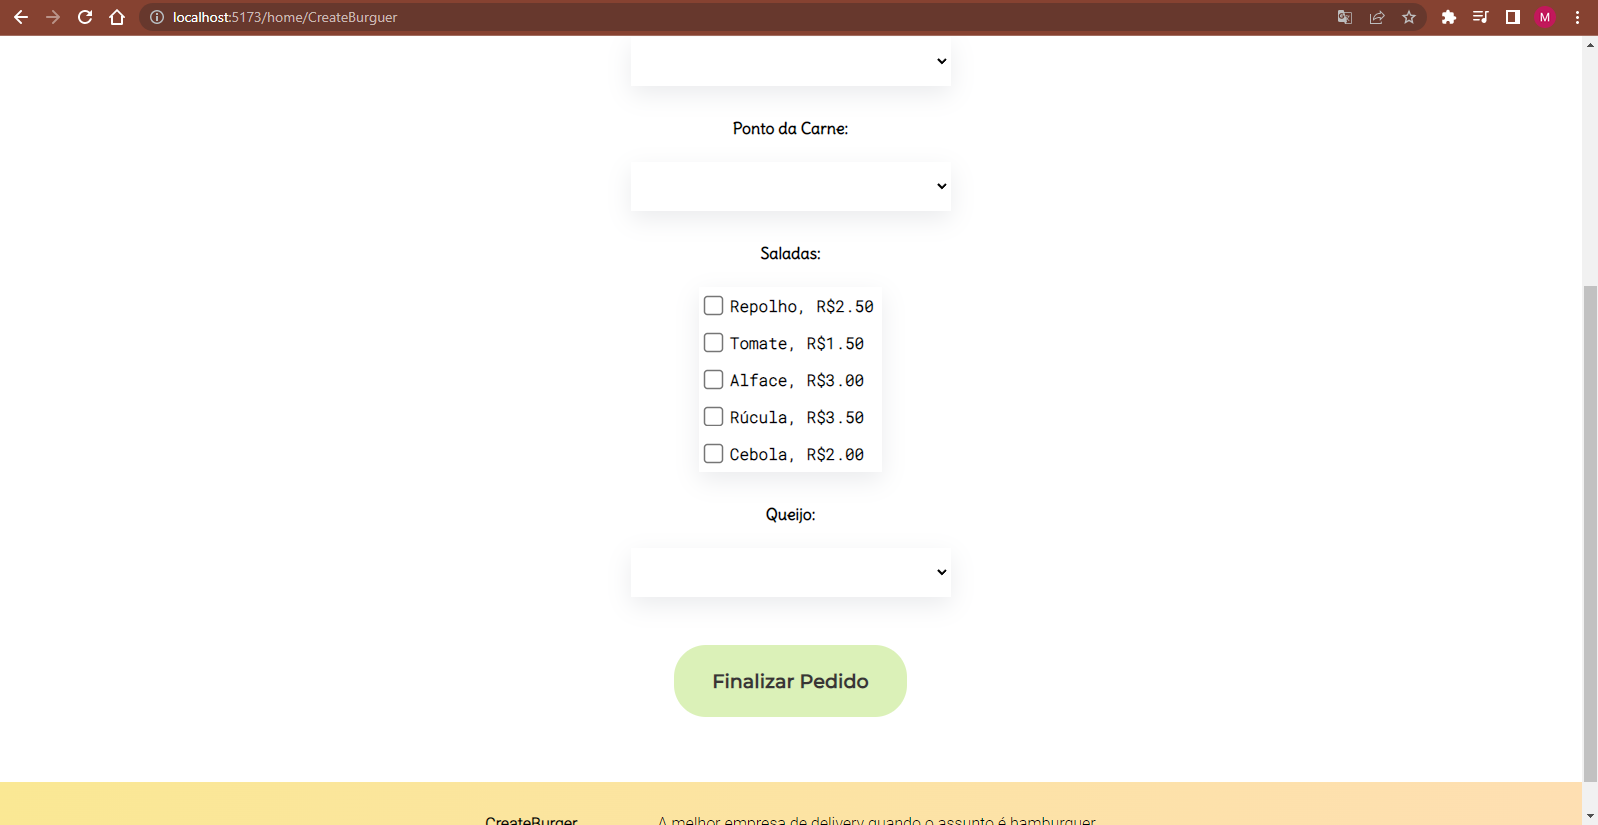 localhost:5173/home/CreateBurguer
M
Ponto da Carne:
Saladas:
Repolho, R$2.50
Tomate, R$1.50
Alface, R$3.00
Rúcula, R$3.50
Cebola, R$2.00
Queijo:
Finalizar Pedido
CreateBurger
A melhor empresa de delivery quando o assunto é hamburguer